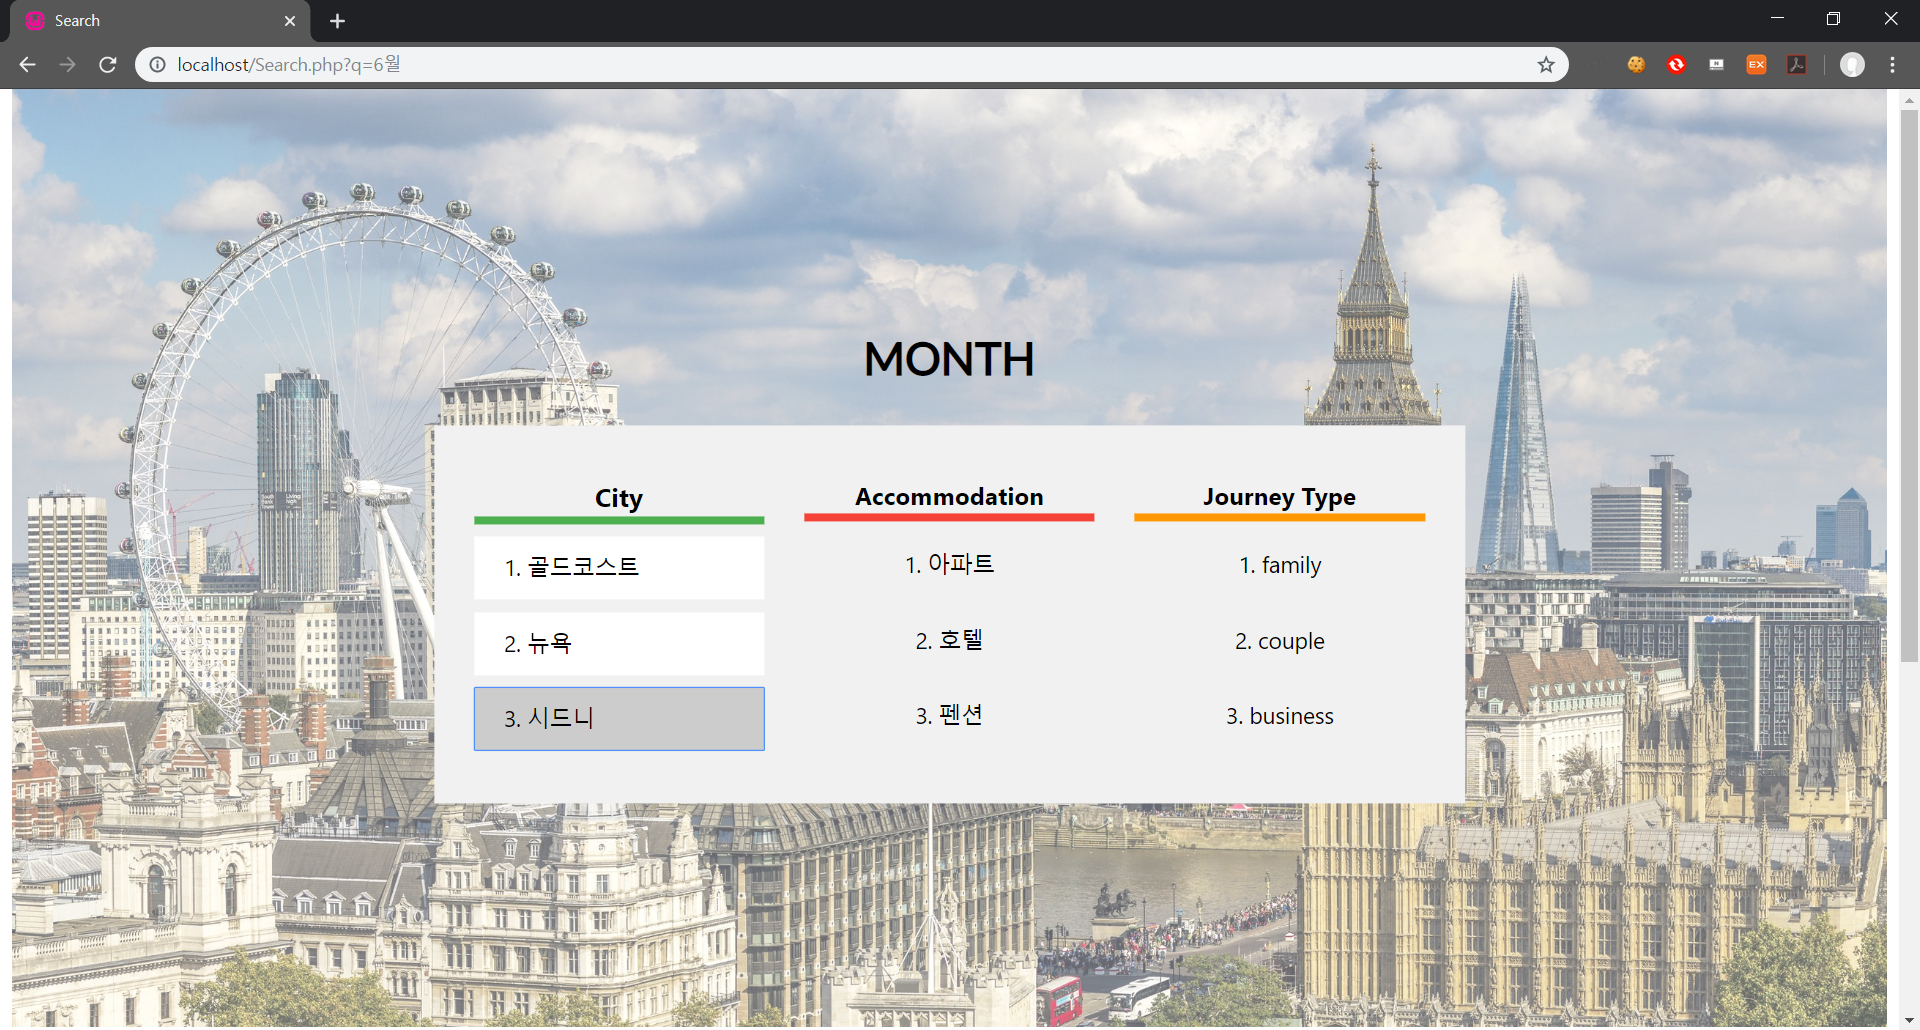 Search
localhost/Search.php?q=6월
EX
MONTH
City
Accommodation
Journey Type
1. 골드코스트
1. 아파트
1. family
2. 뉴욕
2. 호텔
2. couple
3. 시드니
3. 펜션
3. business